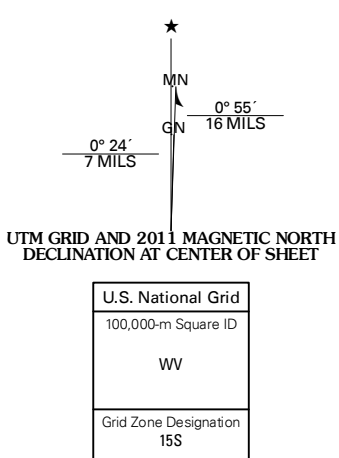 ★
MN
0° 55´
16 MILS
GN
0° 24´
7 MILS
UTM GRID AND 2011 MAGNETIC NORTH
DECLINATION AT CENTER OF SHEET
U.S. National Grid
100,000-m Square ID
WV
Grid Zone Designation
15S